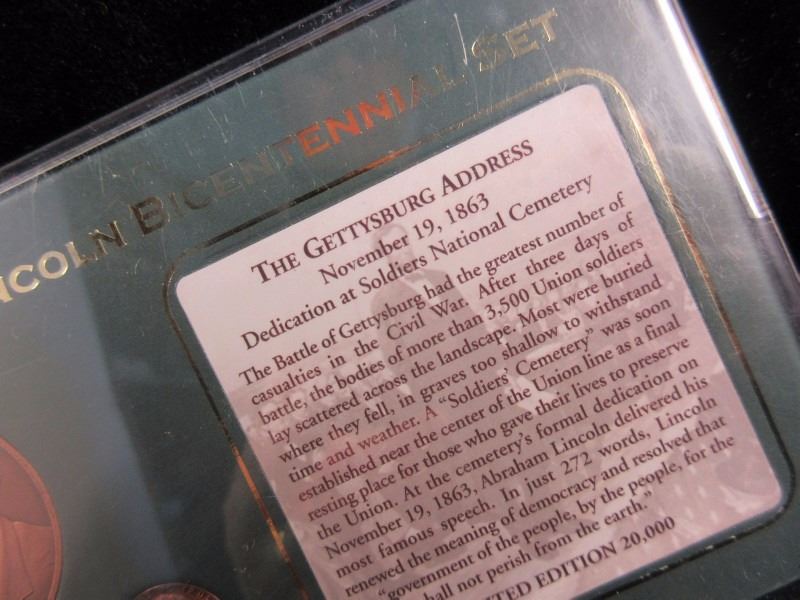 LINCOLN BICENTENNIAL SET
THE GETTYSBURG ADDRESS
November 19, 1863
Dedication at Soldiers National Cemetery
The Battle of Gettysburg had the greatest number of
casualties in the Civil War. After three days of
battle, the bodies of more than 3,500 Union soldiers
lay scattered across the landscape. Most were buried
where they fell, in graves too shallow to withstand
time and weather. A "Soldiers' Cemetery" was soon
established near the center of the Union line as a final
resting place for those who gave their lives to preserve
the Union. At the cemetery's formal dedication on
November 19, 1863, Abraham Lincoln delivered his
most famous speech. In just 272 words, Lincoln
renewed the meaning of democracy and resolved that
"government of the people, by the people, for the
shall not perish from the earth."
EDITION 20,000